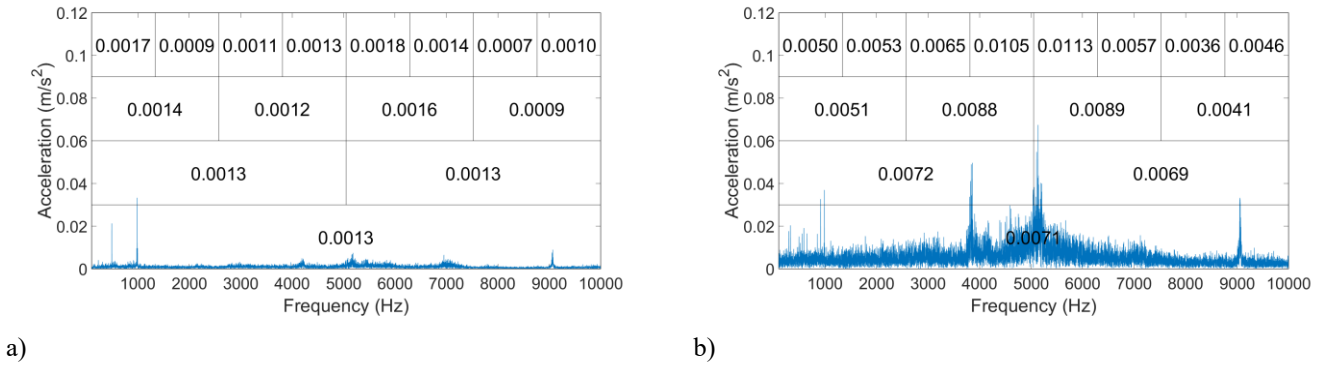 0.12
0.0017 0.0009 0.0011 0.0013 0.0018 0.0014 0.0007 0.0010
0.1
0.08
0.0014 0.0012 0.0016 0.0009
0.06
0.0013 0.0013
0.04
0.02
0.0013
0
0 1000 2000 3000 4000 5000 6000 7000 8000 9000 10000
Acceleration (m/s²)
Frequency (Hz)
a)
0.12
0.0050 0.0053 0.0065 0.0105 0.0113 0.0057 0.0036 0.0046
0.1
0.08
0.0051 0.0088 0.0089 0.0041
0.06
0.0072 0.0069
0.04
0.02
0.0071
0
1000 2000 3000 4000 5000 6000 7000 8000 9000 10000
Acceleration (m/s²)
Frequency (Hz)
b)